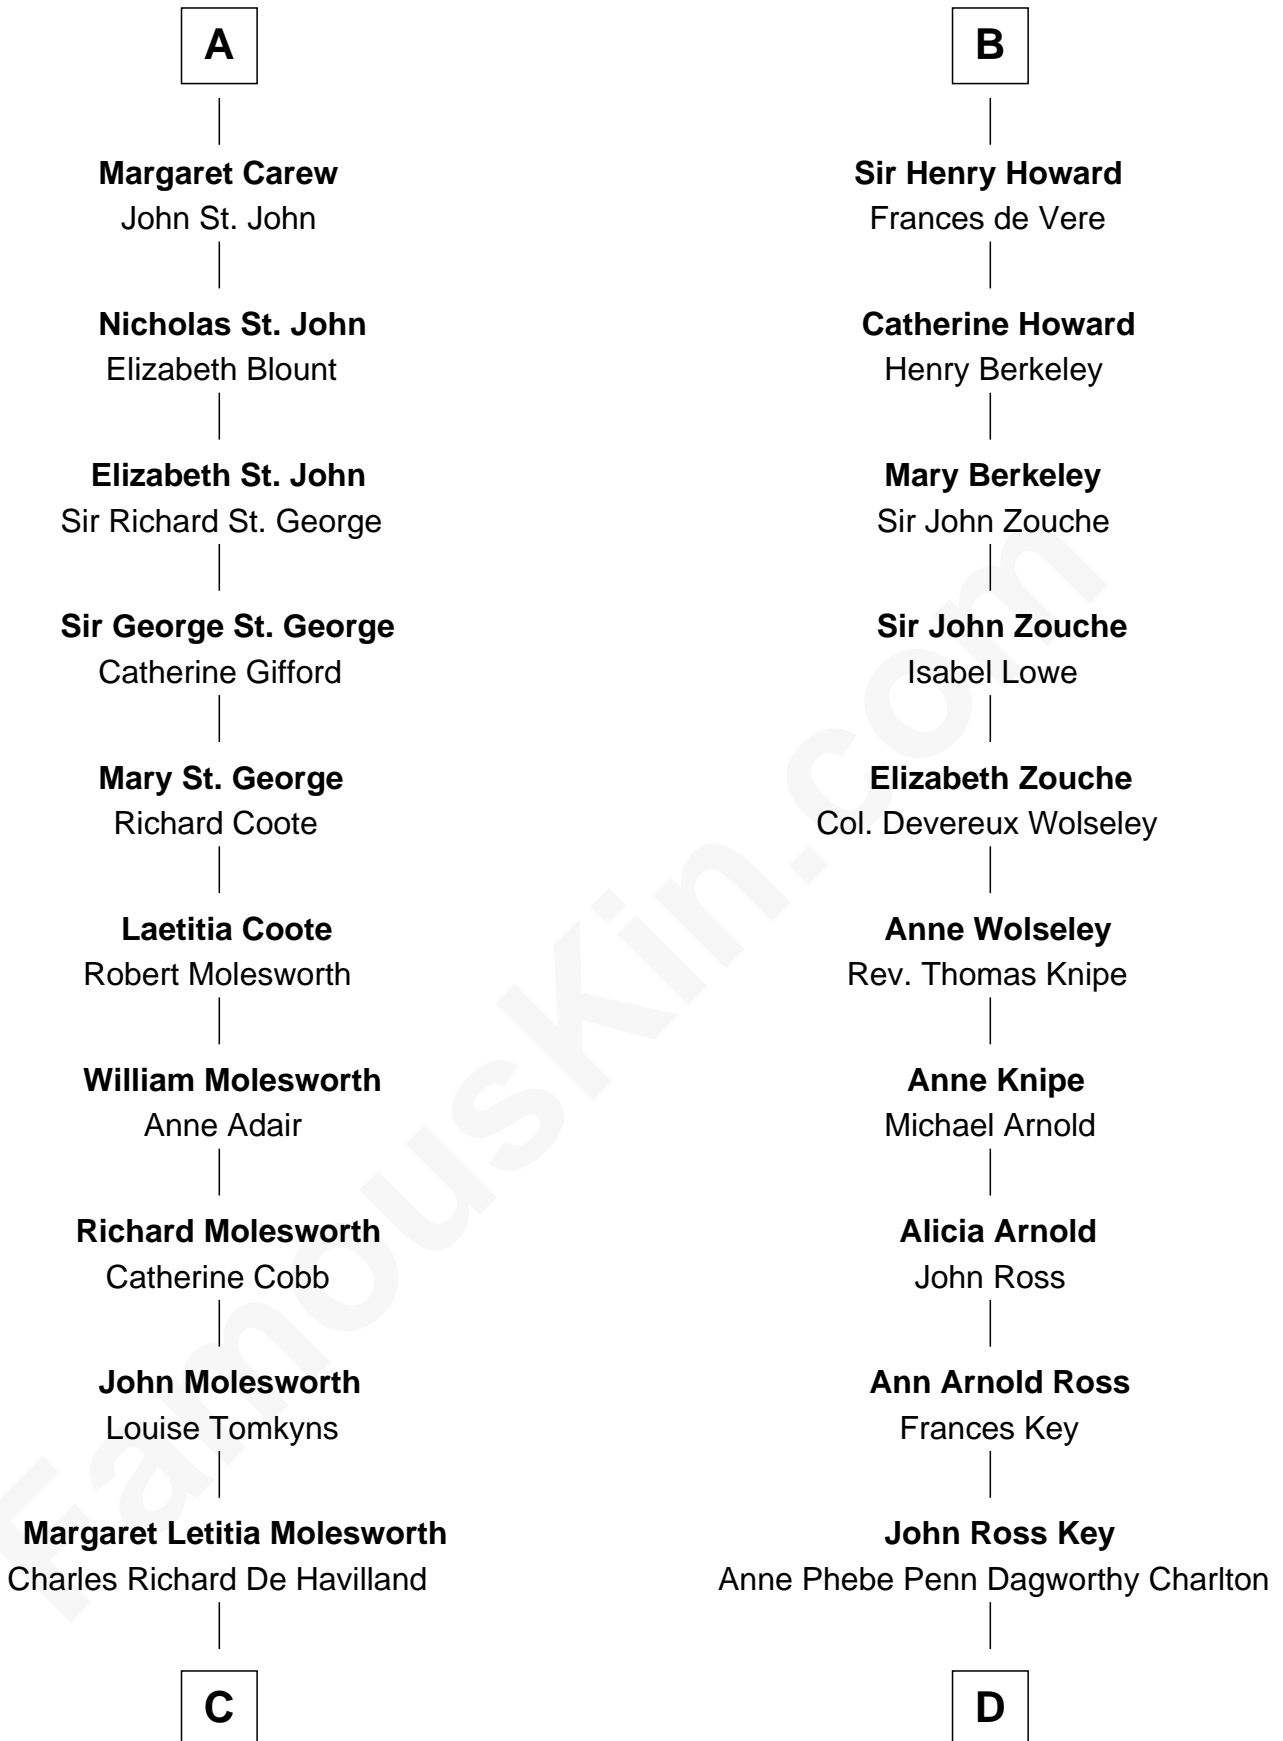 A
Margaret Carew
John St. John
Nicholas St. John
Elizabeth Blount
Elizabeth St. John
Sir Richard St. George
Sir George St. George
Catherine Gifford
Mary St. George
Richard Coote
Laetitia Coote
Robert Molesworth
William Molesworth
Anne Adair
Richard Molesworth
Catherine Cobb
John Molesworth
Louise Tomkyns
Margaret Letitia Molesworth
Charles Richard De Havilland
C
B
Sir Henry Howard
Frances de Vere
Catherine Howard
Henry Berkeley
Mary Berkeley
Sir John Zouche
Sir John Zouche
Isabel Lowe
Elizabeth Zouche
Col. Devereux Wolseley
Anne Wolseley
Rev. Thomas Knipe
Anne Knipe
Michael Arnold
Alicia Arnold
John Ross
Ann Arnold Ross
Frances Key
John Ross Key
Anne Phebe Penn Dagworthy Charlton
D
FamousKin.com